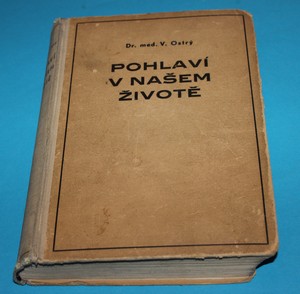 Dr. med. V. Ostrý
POHLAVÍ
V NAŠEM
ŽIVOTĚ